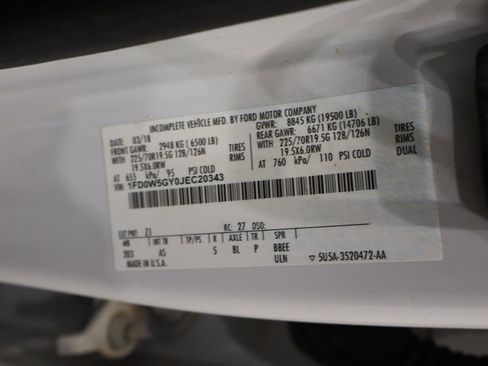 INCOMPLETE VEHICLE MFD. BY FORD MOTOR COMPANY
DATE: 03/18 GVWR: 8845 KG (19500 LB)
FRONT GAWR: 2948 KG (6500 LB) REAR GAWR: 6671 KG (14706 LB)
WITH 225/70R19.5G 128/126N TIRES WITH 225/70R19.5G 128/126N TIRES
19.5X6.0RW RIMS 19.5X6.0RW RIMS
AT 655 kPa/ 95 PSI COLD AT 760 kPa/ 110 PSI COLD DUAL
1FD0W5GY0JEC20343
EXT PNT: Z1 RC: 27 DSO:
WB INT TR TP/PS R AXLE TR SPR
203 AS 5 8L P BBEE
MADE IN U.S.A. ULN 5U5A-3520472-AA